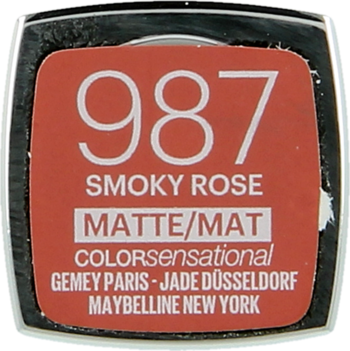 987
SMOKY ROSE
MATTE/MAT
COLORsensational
GEMEY PARIS - JADE DÜSSELDORF
MAYBELLINE NEW YORK